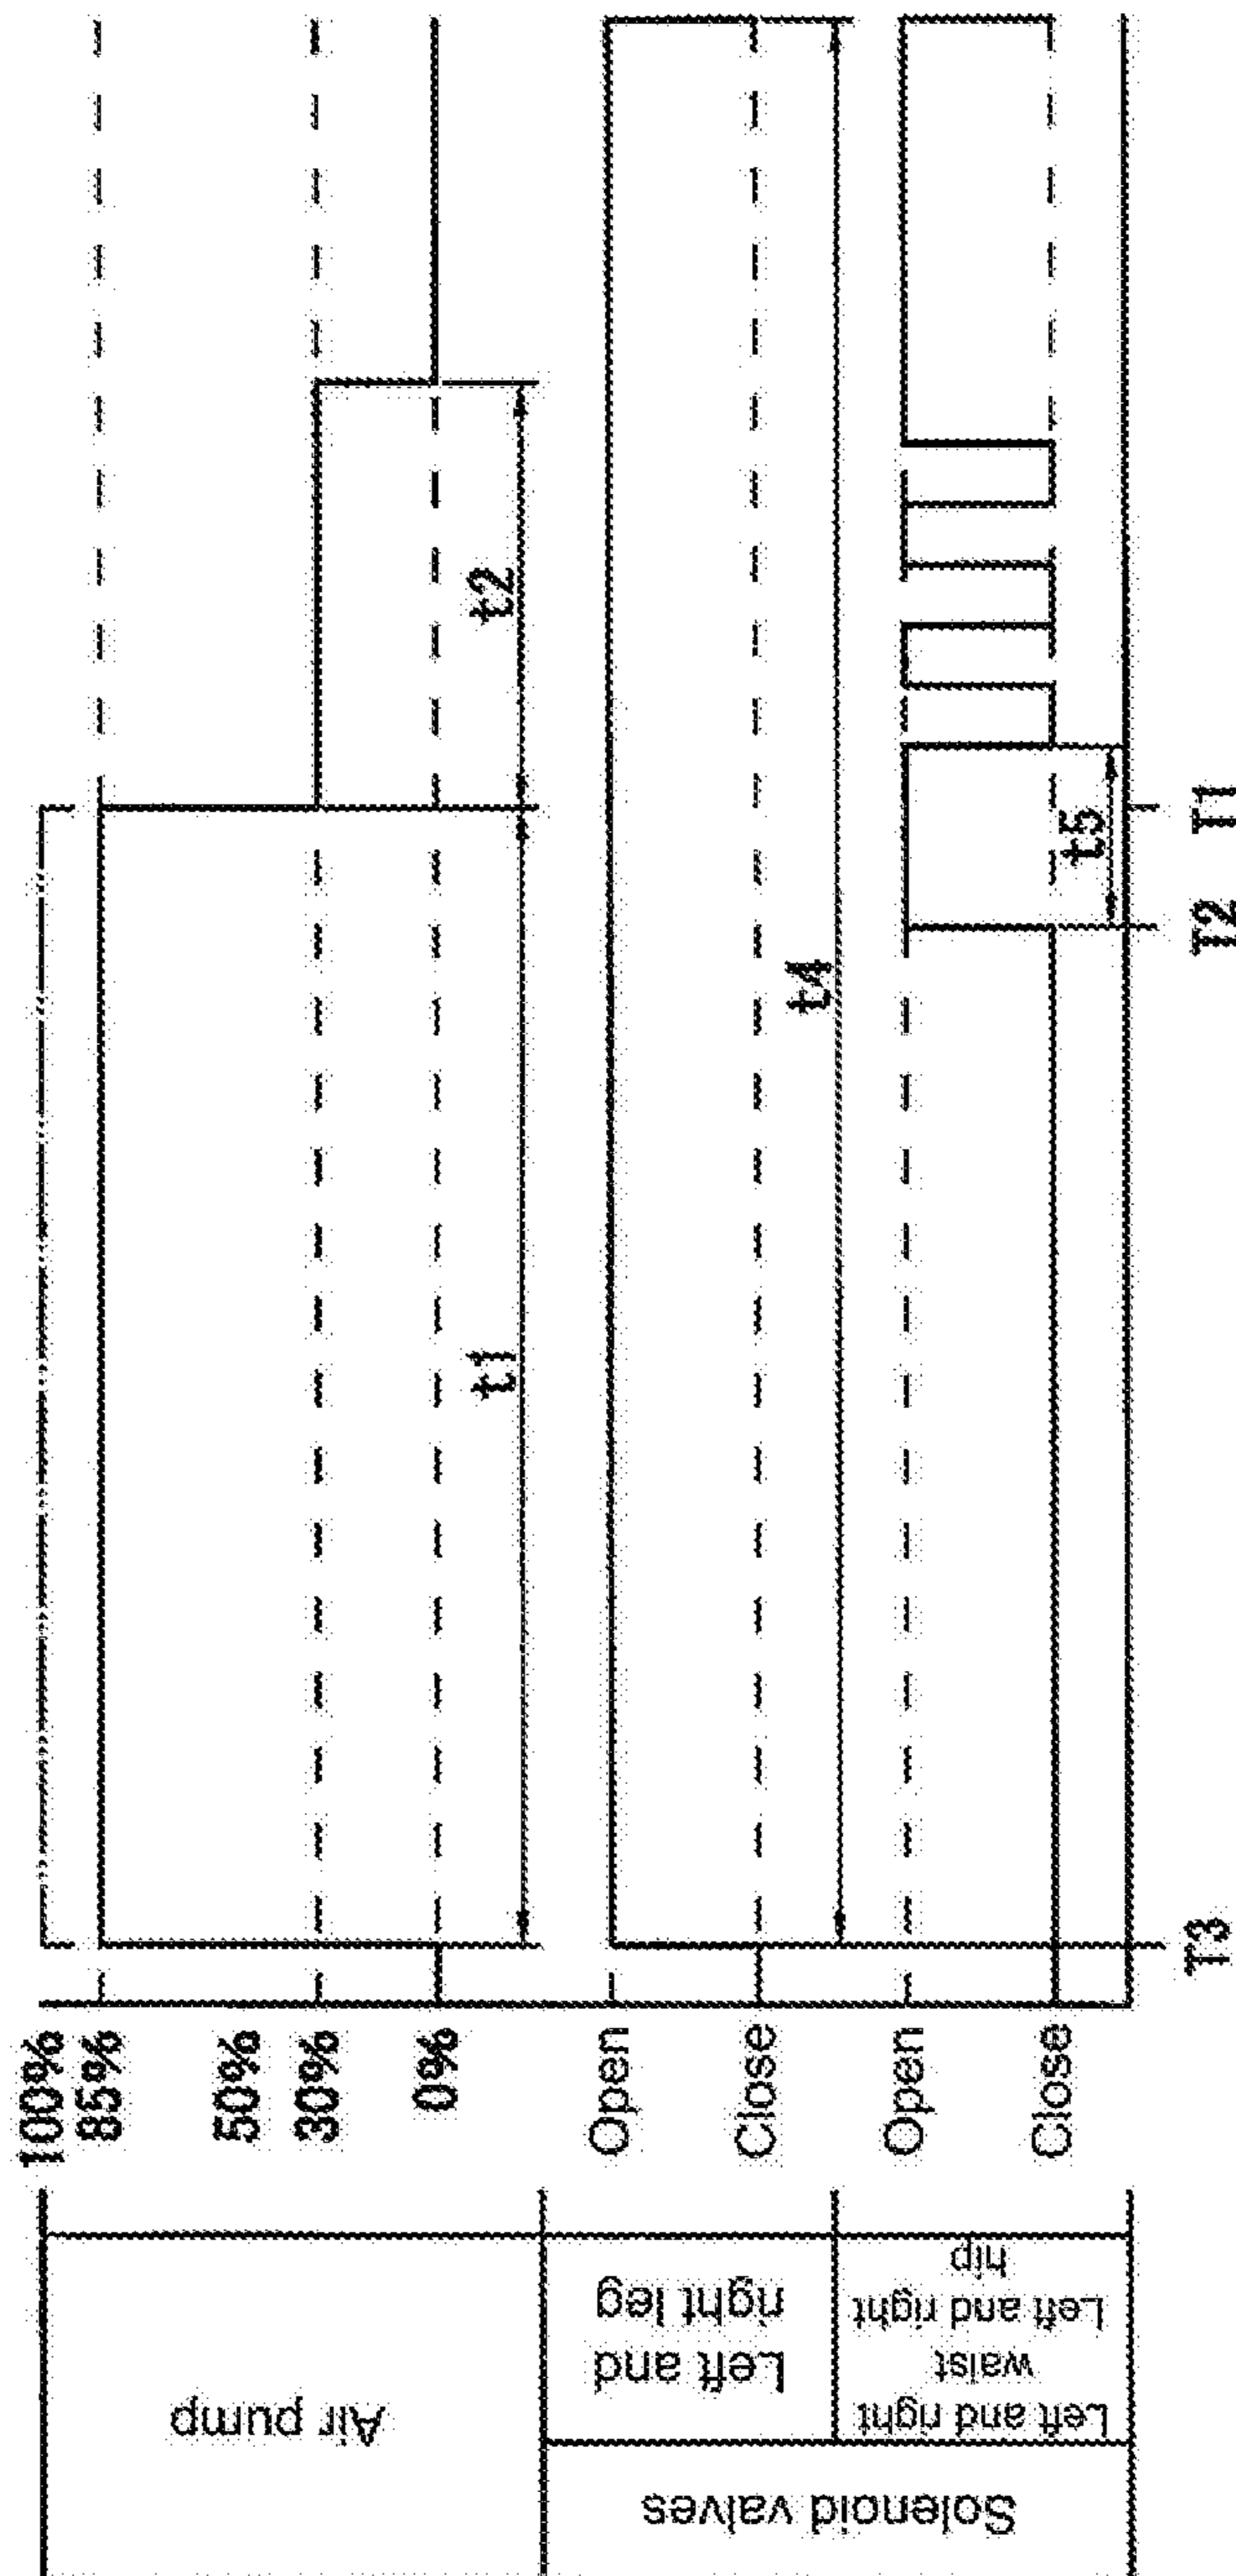 Air pump
100%
85%
50%
30%
0%
t1
t2
Solenoid valves
Left and
right leg
Open
Close
t4
Left and right
waist
Left and right
hip
Open
Close
t5
T3
T2
T1